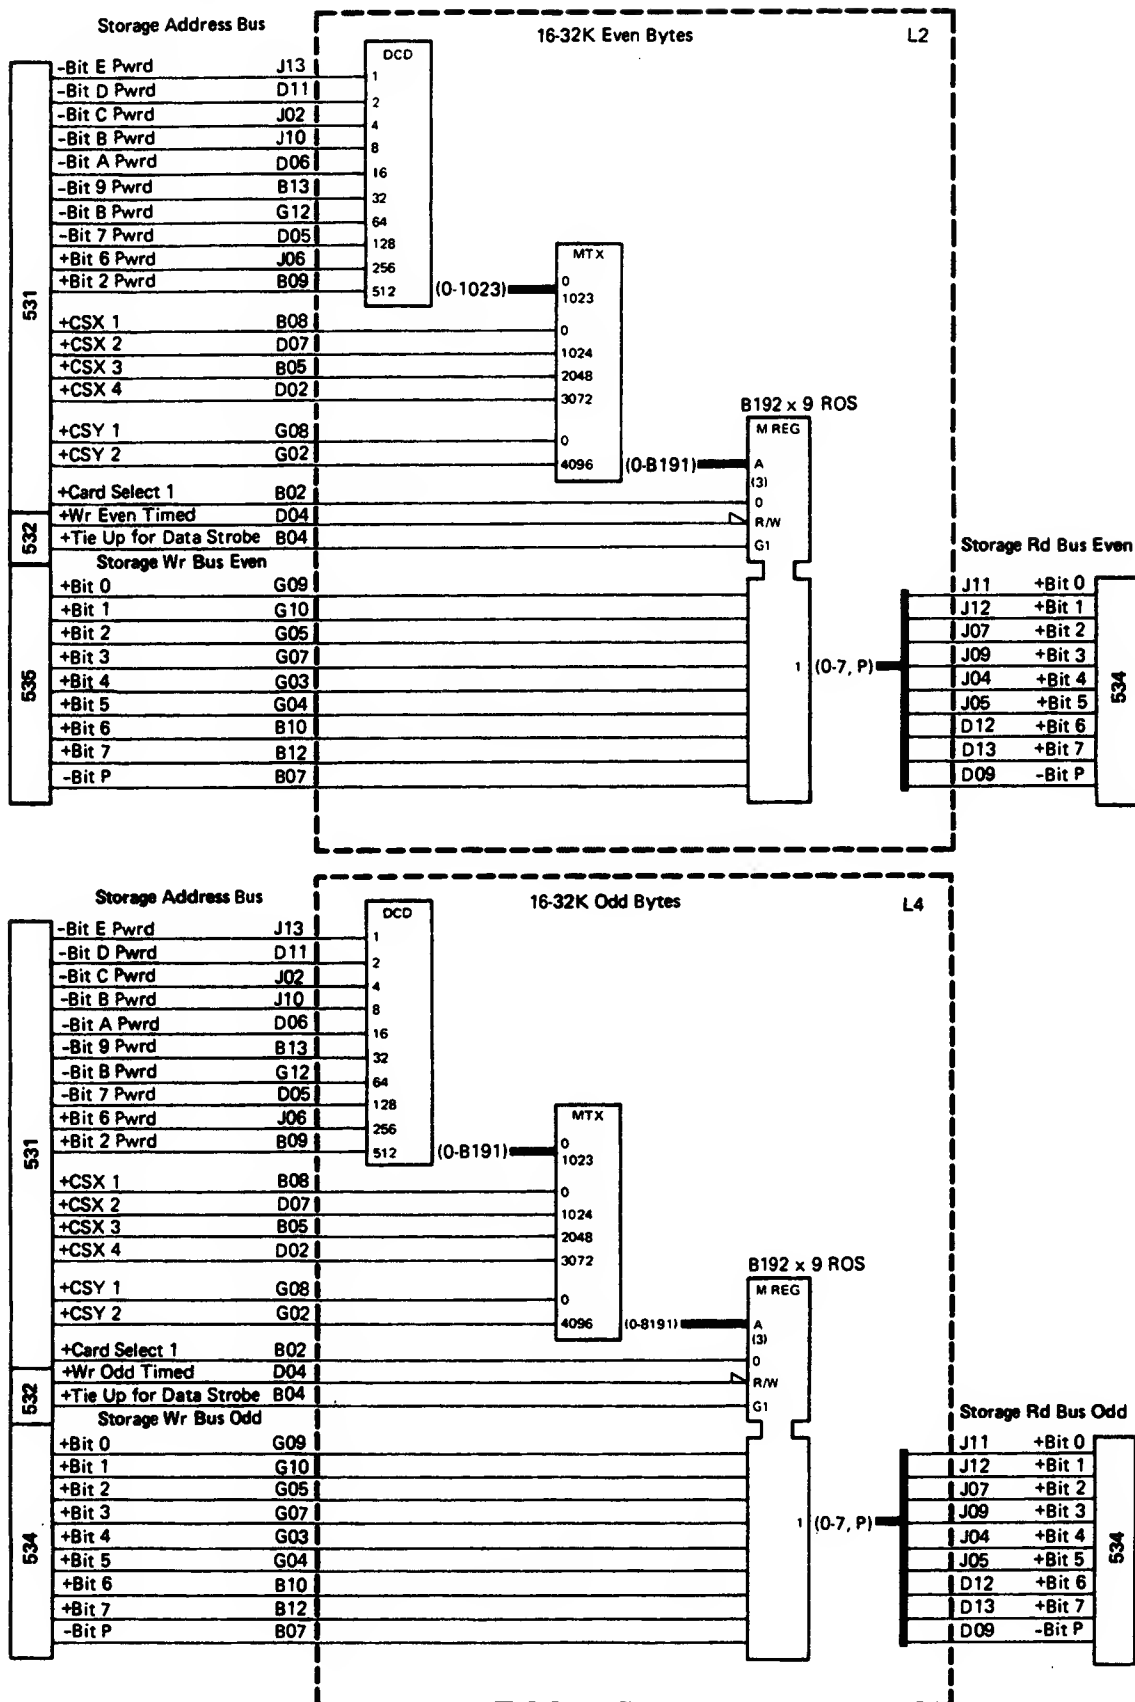 Storage Address Bus
16-32K Even Bytes
L2
DCD
531
-Bit E Pwrd J13 1
-Bit D Pwrd D11 2
-Bit C Pwrd J02 4
-Bit B Pwrd J10 8
-Bit A Pwrd D06 16
-Bit 9 Pwrd B13 32
-Bit B Pwrd G12 64
-Bit 7 Pwrd D05 128
+Bit 6 Pwrd J06 256
+Bit 2 Pwrd B09 512
(0-1023)
MTX
0
1023
+CSX 1 B08 0
+CSX 2 D07 1024
+CSX 3 B05 2048
+CSX 4 D02 3072
+CSY 1 G08 0
+CSY 2 G02 4096
(0-B191)
B192 x 9 ROS
M REG
A
(3)
+Card Select 1 B02 0
532
+Wr Even Timed D04 R/W
+Tie Up for Data Strobe B04 G1
Storage Wr Bus Even
535
+Bit 0 G09
+Bit 1 G10
+Bit 2 G05
+Bit 3 G07
+Bit 4 G03
+Bit 5 G04
+Bit 6 B10
+Bit 7 B12
-Bit P B07
1 (0-7, P)
Storage Rd Bus Even
J11 +Bit 0
J12 +Bit 1
J07 +Bit 2
J09 +Bit 3
J04 +Bit 4
J05 +Bit 5
D12 +Bit 6
D13 +Bit 7
D09 -Bit P
534
Storage Address Bus
16-32K Odd Bytes
L4
DCD
531
-Bit E Pwrd J13 1
-Bit D Pwrd D11 2
-Bit C Pwrd J02 4
-Bit B Pwrd J10 8
-Bit A Pwrd D06 16
-Bit 9 Pwrd B13 32
-Bit B Pwrd G12 64
-Bit 7 Pwrd D05 128
+Bit 6 Pwrd J06 256
+Bit 2 Pwrd B09 512
(0-B191)
MTX
0
1023
+CSX 1 B08 0
+CSX 2 D07 1024
+CSX 3 B05 2048
+CSX 4 D02 3072
+CSY 1 G08 0
+CSY 2 G02 4096
(0-8191)
B192 x 9 ROS
M REG
A
(3)
+Card Select 1 B02 0
532
+Wr Odd Timed D04 R/W
+Tie Up for Data Strobe B04 G1
Storage Wr Bus Odd
534
+Bit 0 G09
+Bit 1 G10
+Bit 2 G05
+Bit 3 G07
+Bit 4 G03
+Bit 5 G04
+Bit 6 B10
+Bit 7 B12
-Bit P B07
1 (0-7, P)
Storage Rd Bus Odd
J11 +Bit 0
J12 +Bit 1
J07 +Bit 2
J09 +Bit 3
J04 +Bit 4
J05 +Bit 5
D12 +Bit 6
D13 +Bit 7
D09 -Bit P
534